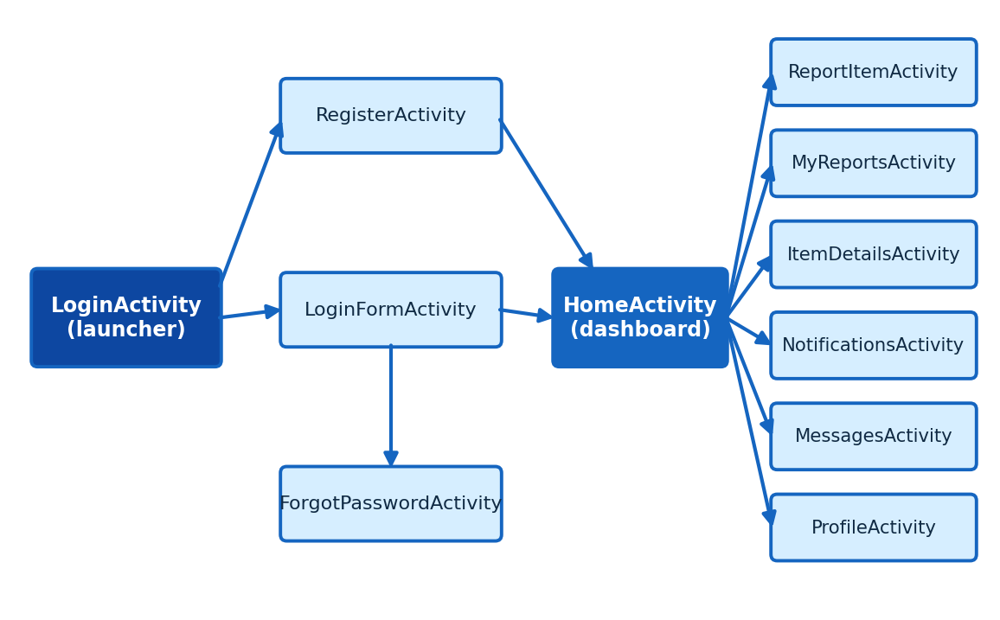 LoginActivity
(launcher)
RegisterActivity
LoginFormActivity
ForgotPasswordActivity
HomeActivity
(dashboard)
ReportItemActivity
MyReportsActivity
ItemDetailsActivity
NotificationsActivity
MessagesActivity
ProfileActivity